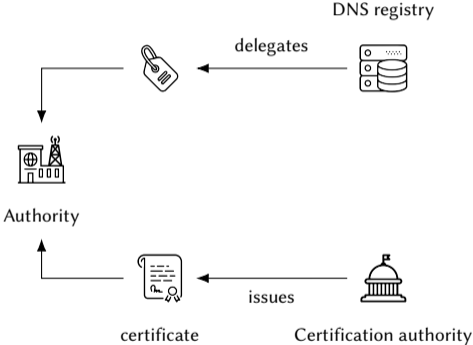 DNS registry
delegates
Authority
issues
certificate
Certification authority